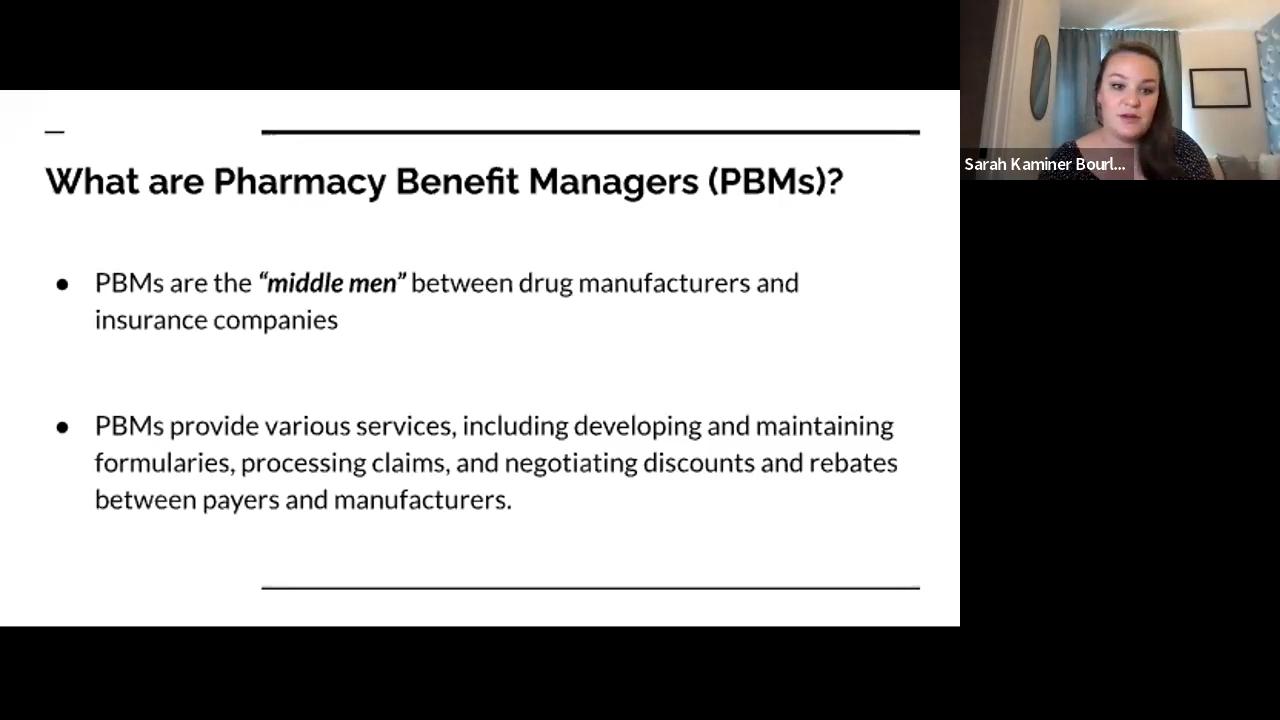 What are Pharmacy Benefit Managers (PBMs)?
● PBMs are the “middle men” between drug manufacturers and
insurance companies
● PBMs provide various services, including developing and maintaining
formularies, processing claims, and negotiating discounts and rebates
between payers and manufacturers.
Sarah Kaminer Bourl...